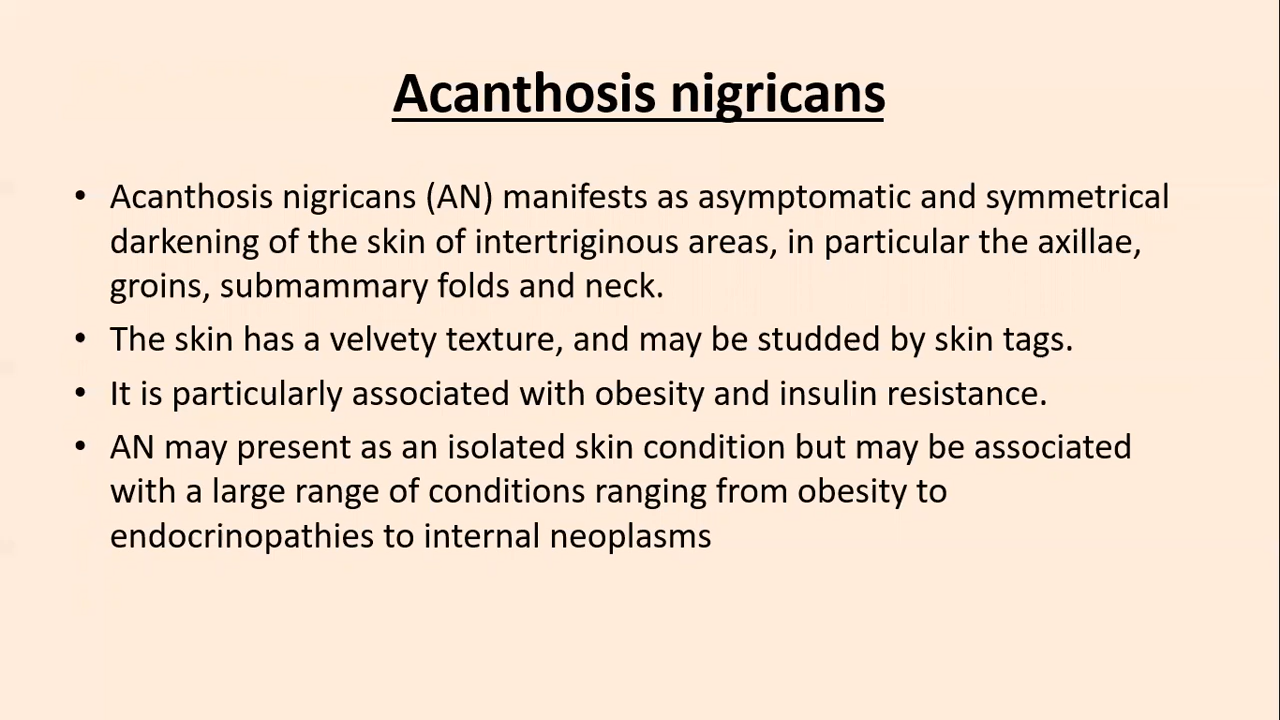 Acanthosis nigricans
• Acanthosis nigricans (AN) manifests as asymptomatic and symmetrical
darkening of the skin of intertriginous areas, in particular the axillae,
groins, submammary folds and neck.
• The skin has a velvety texture, and may be studded by skin tags.
• It is particularly associated with obesity and insulin resistance.
• AN may present as an isolated skin condition but may be associated
with a large range of conditions ranging from obesity to
endocrinopathies to internal neoplasms